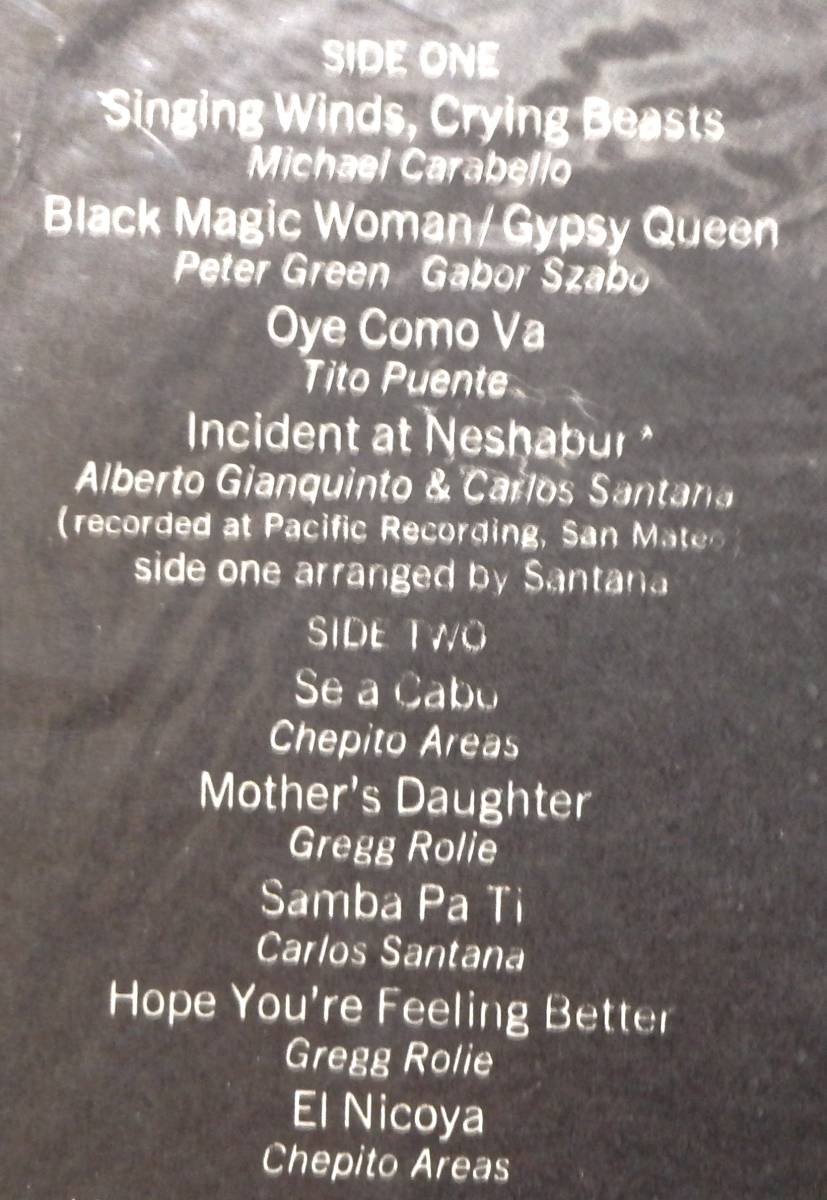 SIDE ONE
Singing Winds, Crying Beasts
Michael Carabello
Black Magic Woman/Gypsy Queen
Peter Green Gabor Szabo
Oye Como Va
Tito Puente
Incident at Neshabur *
Alberto Gianquinto & Carlos Santana
(recorded at Pacific Recording, San Mateo)
side one arranged by Santana
SIDE TWO
Se a Cabo
Chepito Areas
Mother's Daughter
Gregg Rolie
Samba Pa Ti
Carlos Santana
Hope You're Feeling Better
Gregg Rolie
El Nicoya
Chepito Areas